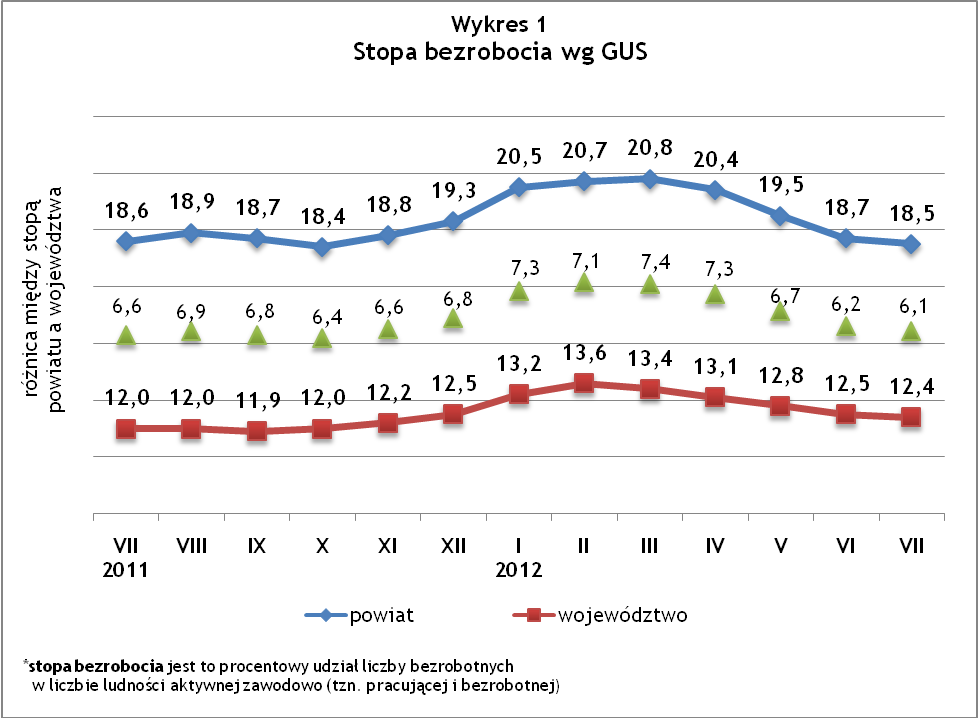 Wykres 1
Stopa bezrobocia wg GUS
różnica między stopą
powiatu a województwa
18,6 18,9 18,7 18,4 18,8 19,3 20,5 20,7 20,8 20,4 19,5 18,7 18,5
6,6 6,9 6,8 6,4 6,6 6,8 7,3 7,1 7,4 7,3 6,7 6,2 6,1
12,0 12,0 11,9 12,0 12,2 12,5 13,2 13,6 13,4 13,1 12,8 12,5 12,4
VII VIII IX X XI XII I II III IV V VI VII
2011 2012
powiat województwo
*stopa bezrobocia jest to procentowy udział liczby bezrobotnych
w liczbie ludności aktywnej zawodowo (tzn. pracującej i bezrobotnej)